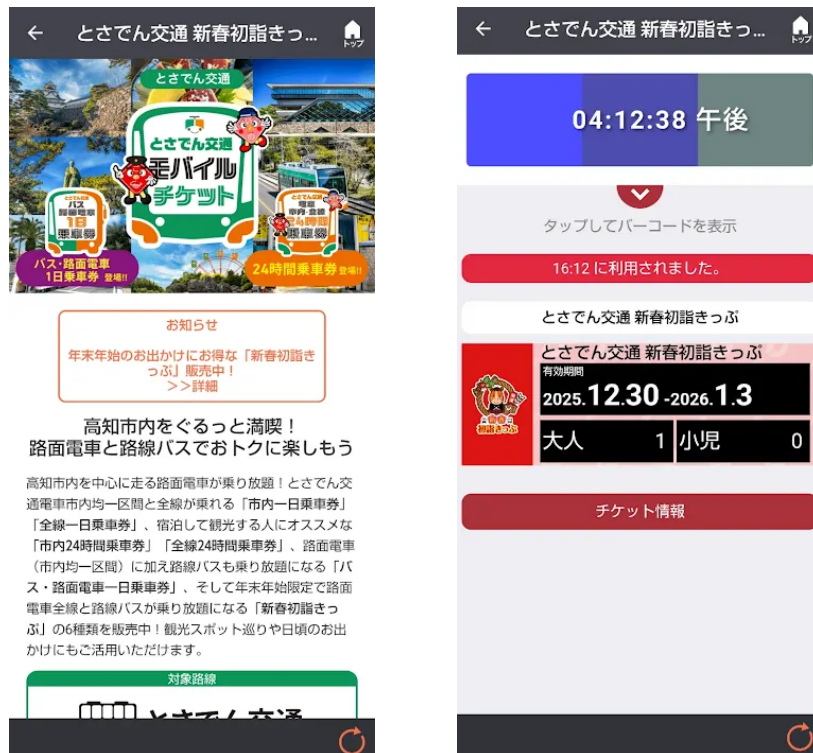 とさでん交通 新春初詣きっ...
トップ
とさでん交通
とさでん交通
モバイル
チケット
とさでん交通
バス
路面電車
1日
乗車券
電車
市内・全線
24時間
乗車券
バス・路面電車
1日乗車券 登場!!
24時間乗車券 登場!!
お知らせ
年末年始のお出かけにお得な「新春初詣き
っぷ」販売中！
>>詳細
高知市内をぐるっと満喫！
路面電車と路線バスでおトクに楽しもう
高知市内を中心に走る路面電車が乗り放題！とさでん交
通電車市内均一区間と全線が乗れる「市内一日乗車券」
「全線一日乗車券」、宿泊して観光する人にオススメな
「市内24時間乗車券」「全線24時間乗車券」、路面電車
（市内均一区間）に加え路線バスも乗り放題になる「バ
ス・路面電車一日乗車券」、そして年末年始限定で路面
電車全線と路線バスが乗り放題になる「新春初詣きっ
ぷ」の6種類を販売中！観光スポット巡りや日頃のお出
かけにもご活用いただけます。
対象路線
とさでん交通
とさでん交通 新春初詣きっ...
トップ
04:12:38 午後
タップしてバーコードを表示
16:12 に利用されました。
とさでん交通 新春初詣きっぷ
とさでん交通 新春初詣きっぷ
有効期間
2025.12.30 -2026.1.3
初詣きっぷ
大人 1 小児 0
チケット情報